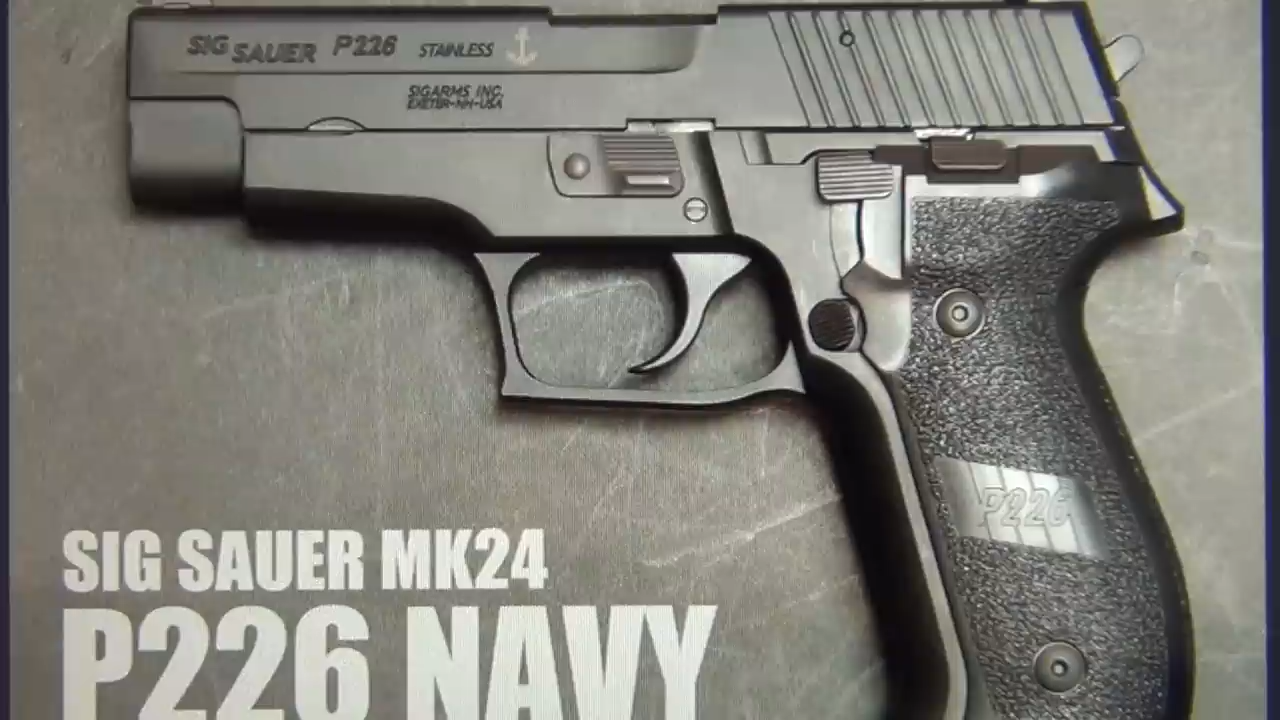 SIG SAUER P226 STAINLESS
SIGARMS INC.
EXETER-NH-USA
P226
SIG SAUER MK24
P226 NAVY